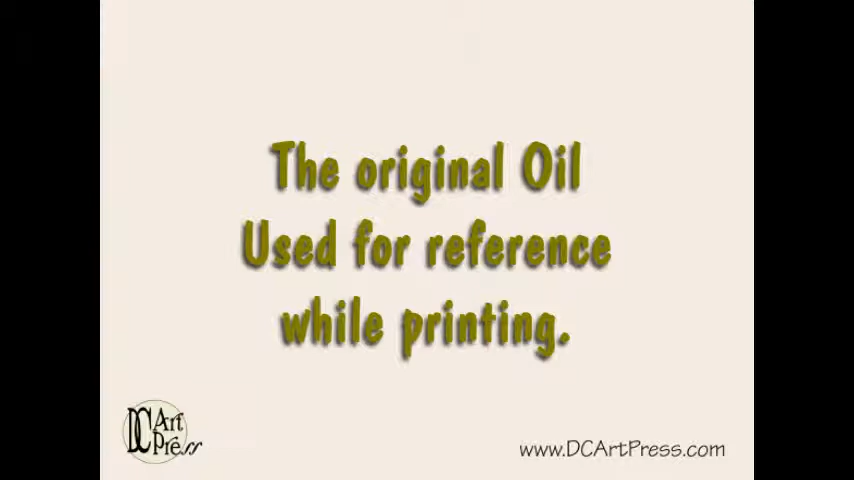 The original Oil
Used for reference
while printing.
DC Art
Press
www.DCArtPress.com